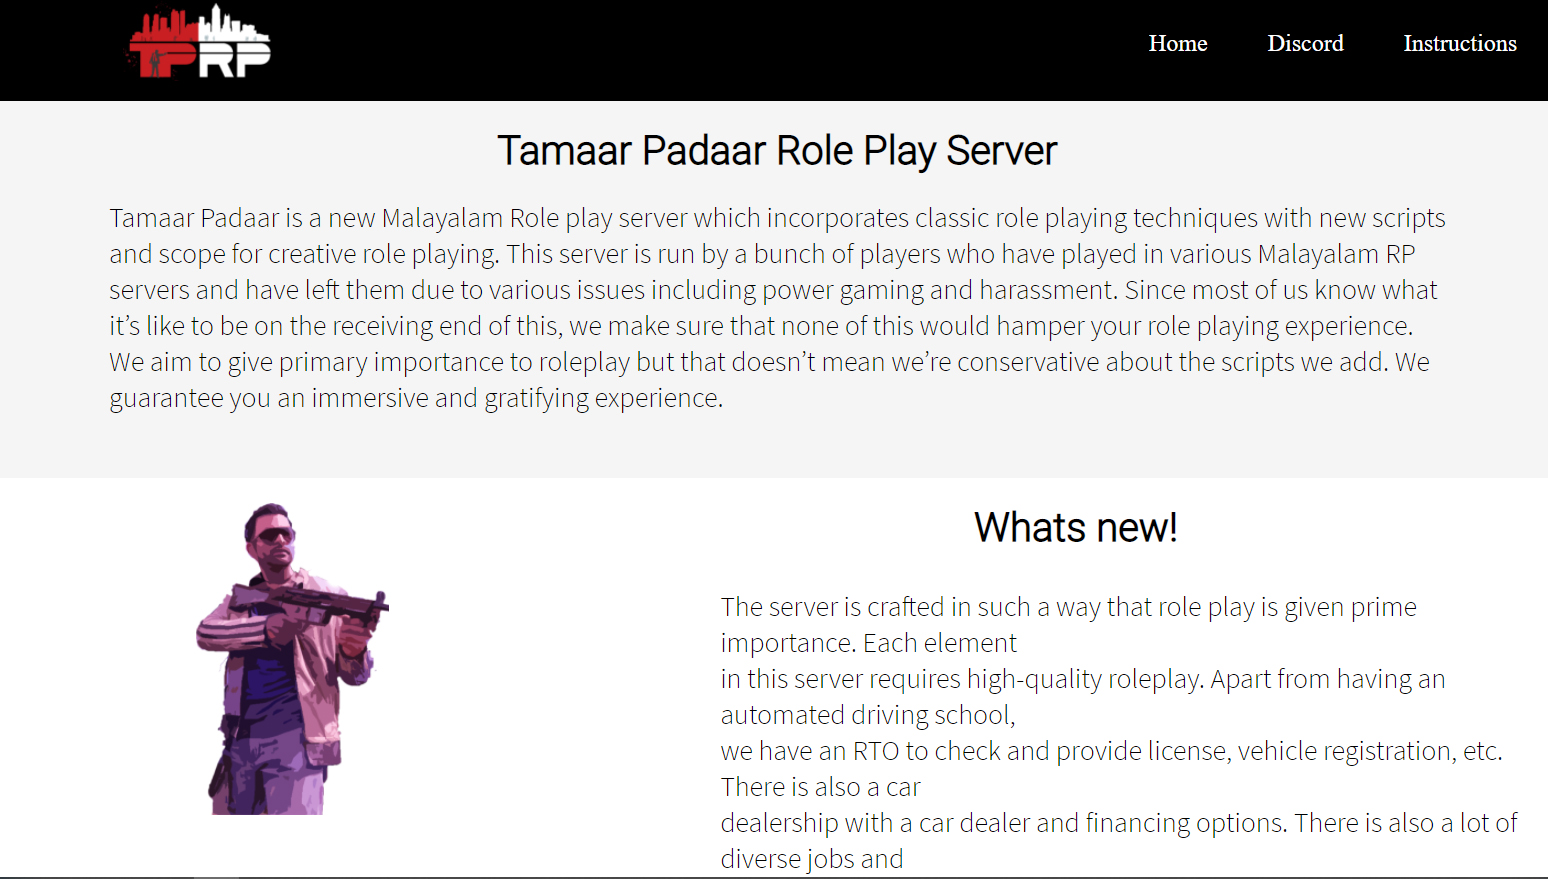 TPRP
Home
Discord
Instructions
Tamaar Padaar Role Play Server
Tamaar Padaar is a new Malayalam Role play server which incorporates classic role playing techniques with new scripts
and scope for creative role playing. This server is run by a bunch of players who have played in various Malayalam RP
servers and have left them due to various issues including power gaming and harassment. Since most of us know what
it’s like to be on the receiving end of this, we make sure that none of this would hamper your role playing experience.
We aim to give primary importance to roleplay but that doesn’t mean we’re conservative about the scripts we add. We
guarantee you an immersive and gratifying experience.
Whats new!
The server is crafted in such a way that role play is given prime
importance. Each element
in this server requires high-quality roleplay. Apart from having an
automated driving school,
we have an RTO to check and provide license, vehicle registration, etc.
There is also a car
dealership with a car dealer and financing options. There is also a lot of
diverse jobs and